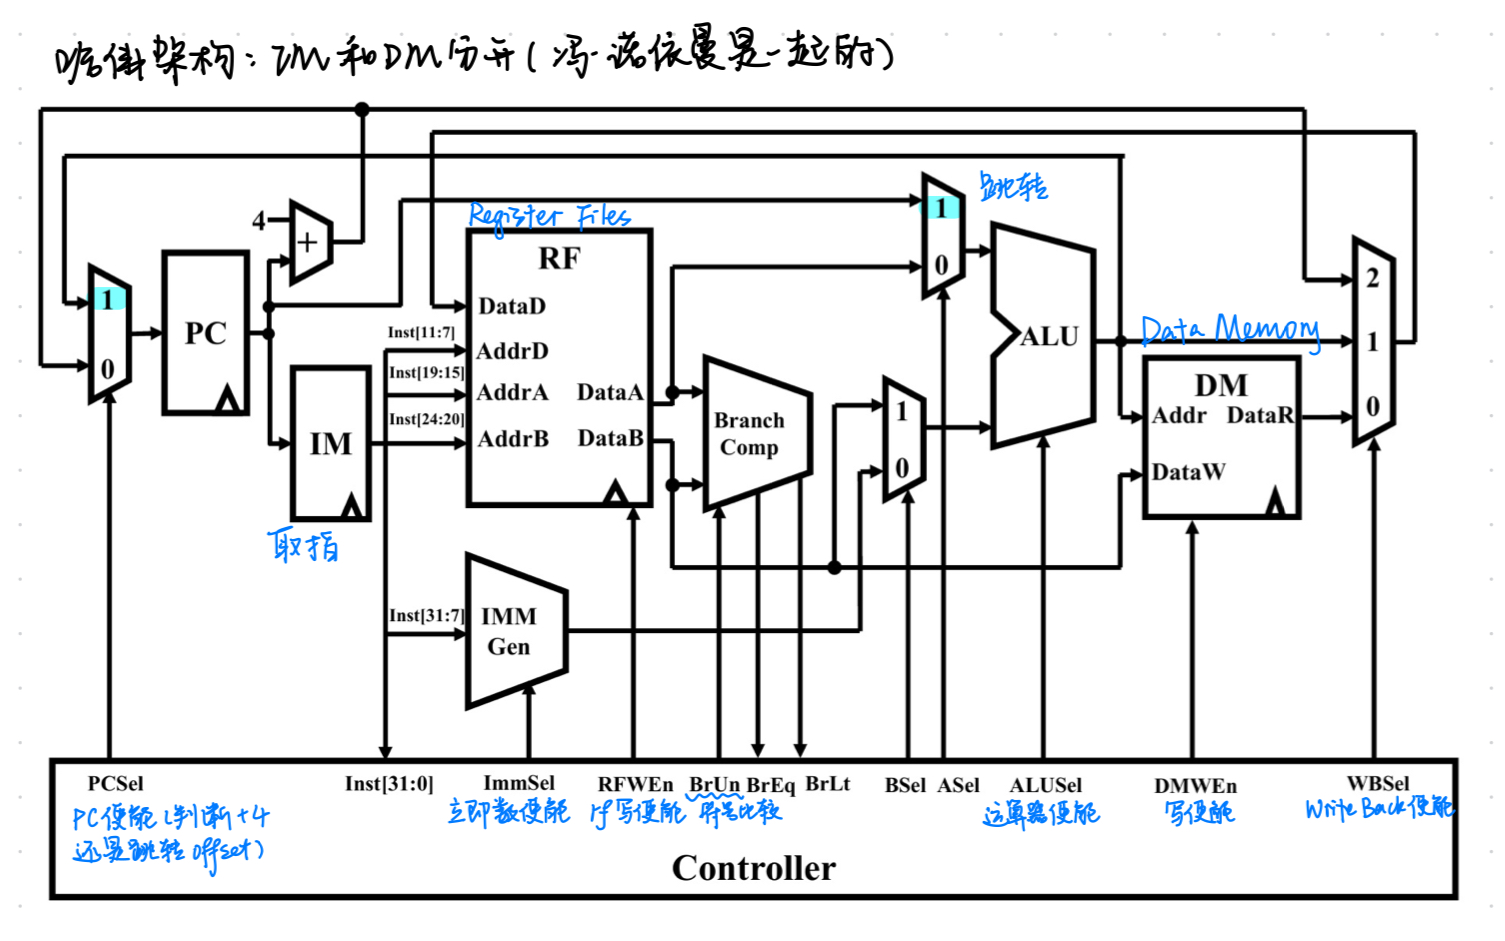 哈佛架构：IM和DM分开（冯·诺依曼是一起的）
跳转
4
+
Register Files
RF
1
0
1
0
PC
IM
取指
DataD
AddrD
AddrA
AddrB
DataA
DataB
Inst[11:7]
Inst[19:15]
Inst[24:20]
Inst[31:7]
IMM
Gen
Branch
Comp
1
0
ALU
Data Memory
DM
Addr DataR
DataW
2
1
0
PCSel Inst[31:0] ImmSel RFWEn BrUn BrEq BrLt BSel ASel ALUSel DMWEn WBSel
PC使能（判断+4
还是跳转offset）
立即数使能
rf写使能
符号比较
运算器使能
写使能
Write Back使能
Controller